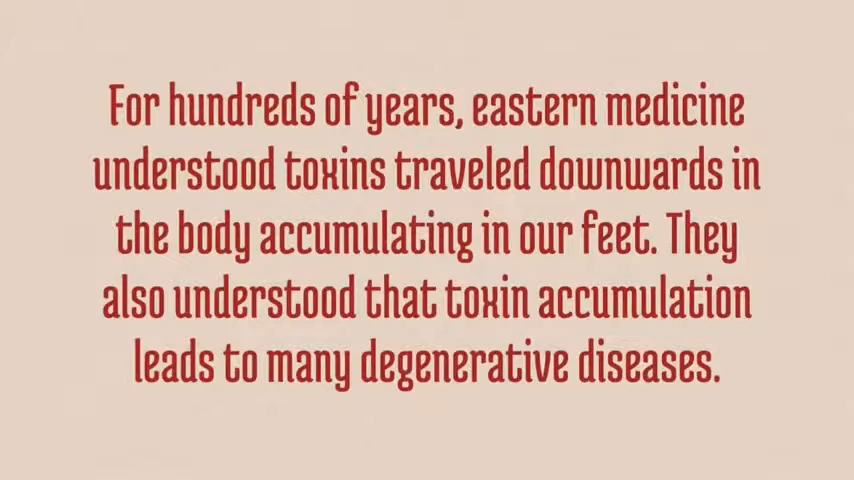 For hundreds of years, eastern medicine
understood toxins traveled downwards in
the body accumulating in our feet. They
also understood that toxin accumulation
leads to many degenerative diseases.